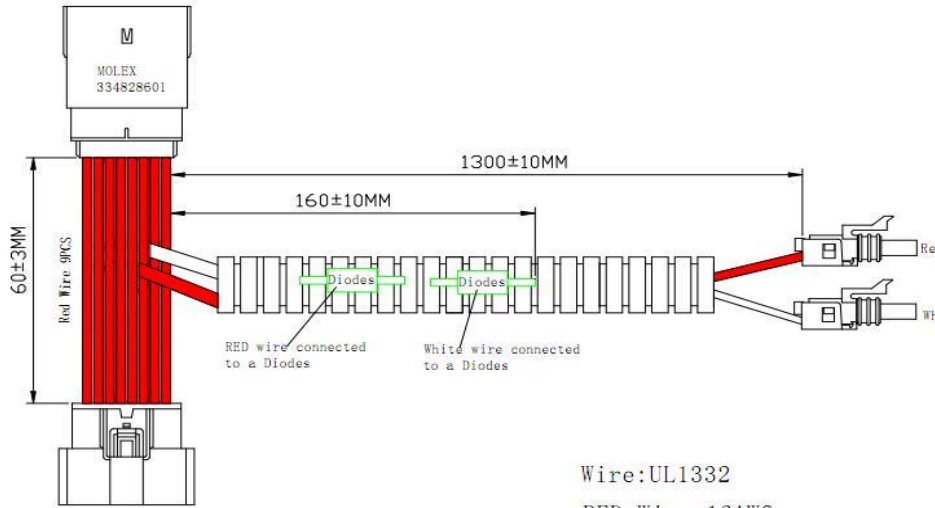 M
MOLEX
334828601
1300±10MM
160±10MM
60±3MM
Red Wire 9PCS
Diodes
Diodes
RED wire connected
to a Diodes
White wire connected
to a Diodes
Wire:UL1332